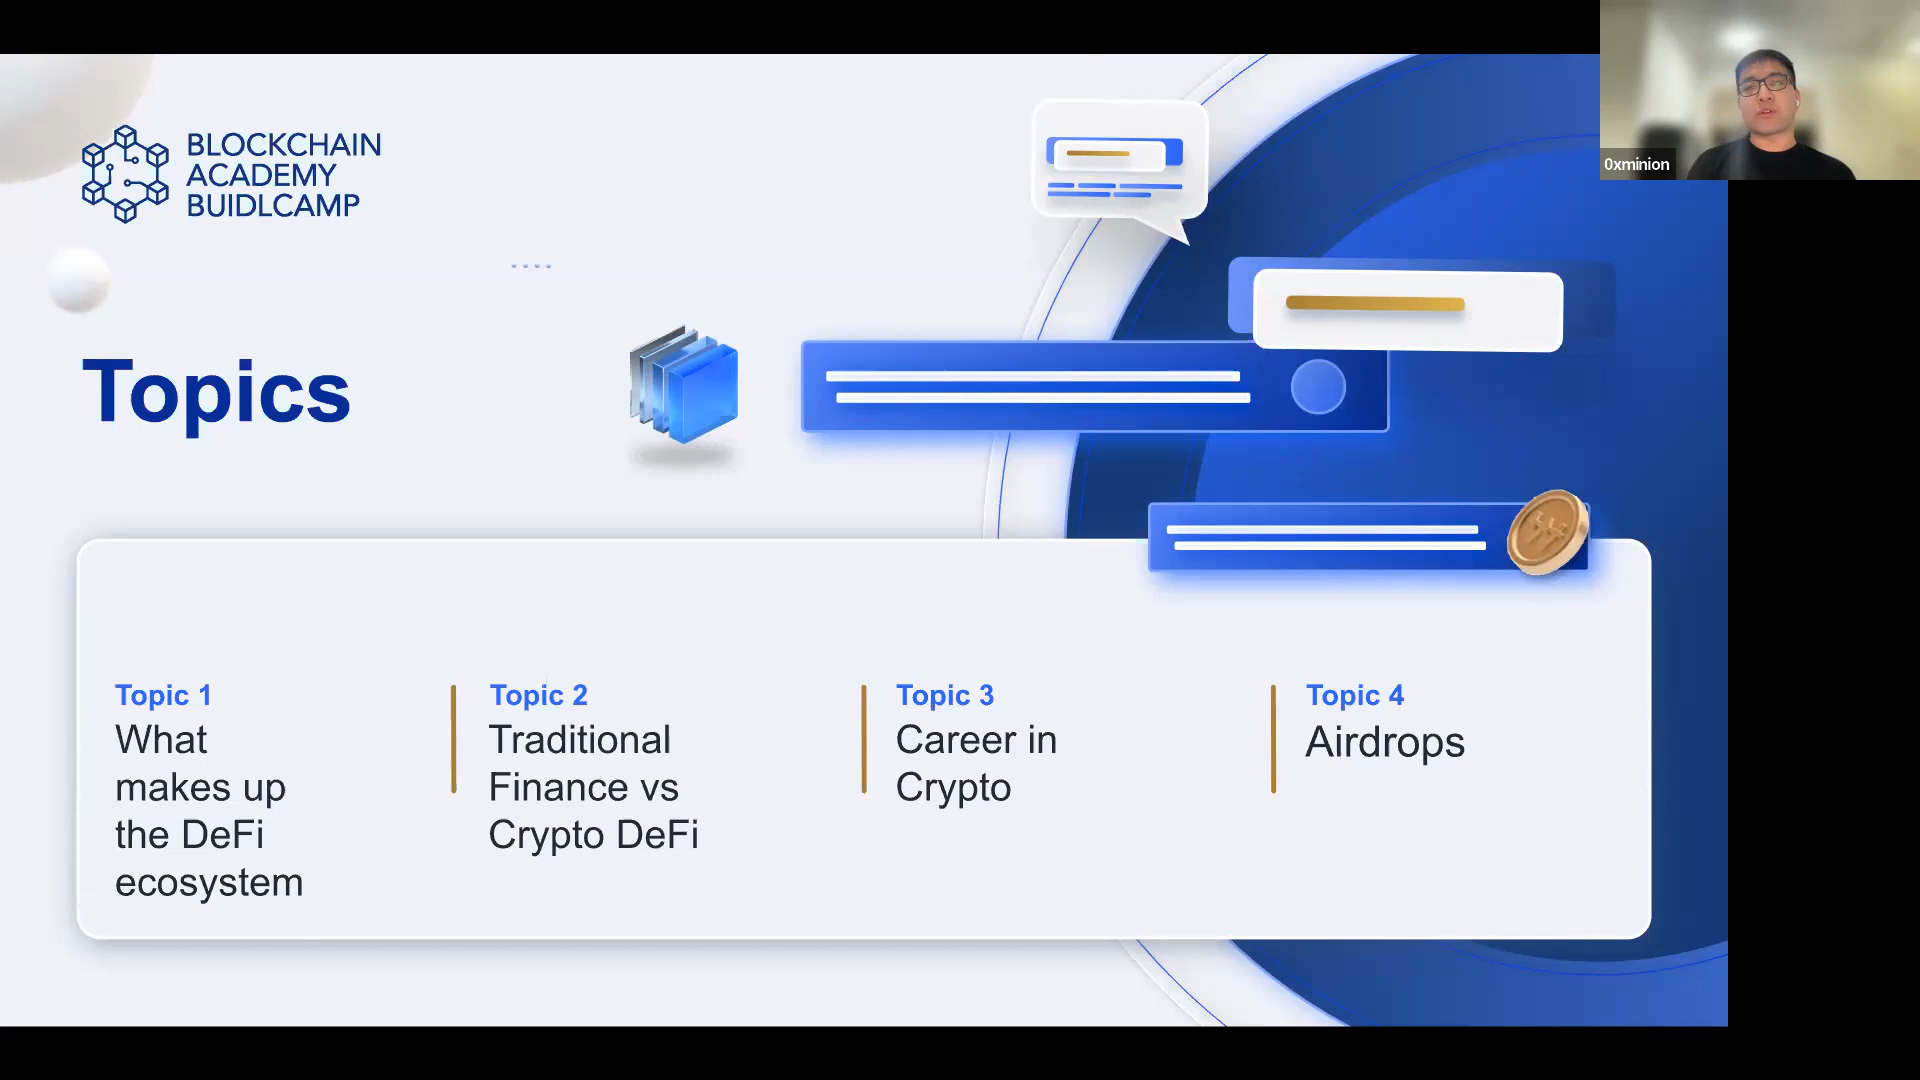 BLOCKCHAIN
ACADEMY
BUIDLCAMP
0xminion
Topics
Topic 1
What
makes up
the DeFi
ecosystem
Topic 2
Traditional
Finance vs
Crypto DeFi
Topic 3
Career in
Crypto
Topic 4
Airdrops